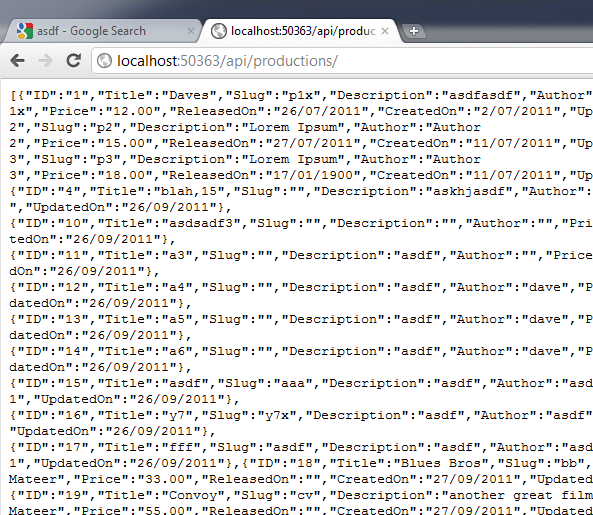 asdf - Google Search
localhost:50363/api/produc
localhost:50363/api/productions/
[{"ID":"1","Title":"Daves","Slug":"p1x","Description":"asdfasdf","Author"
1x","Price":"12.00","ReleasedOn":"26/07/2011","CreatedOn":"2/07/2011","Up
2","Slug":"p2","Description":"Lorem Ipsum","Author":"Author
2","Price":"15.00","ReleasedOn":"27/07/2011","CreatedOn":"11/07/2011","Up
3","Slug":"p3","Description":"Lorem Ipsum","Author":"Author
3","Price":"18.00","ReleasedOn":"17/01/1900","CreatedOn":"11/07/2011","Up
{"ID":"4","Title":"blah,15","Slug":"","Description":"askhjasdf","Author":
","UpdatedOn":"26/09/2011"},
{"ID":"10","Title":"asdsadf3","Slug":"","Description":"","Author":"","Pri
tedOn":"26/09/2011"},
{"ID":"11","Title":"a3","Slug":"","Description":"asdf","Author":"","Price
dOn":"26/09/2011"},
{"ID":"12","Title":"a4","Slug":"","Description":"asdf","Author":"dave","P
pdatedOn":"26/09/2011"},
{"ID":"13","Title":"a5","Slug":"","Description":"asdf","Author":"dave","P
pdatedOn":"26/09/2011"},
{"ID":"14","Title":"a6","Slug":"","Description":"asdf","Author":"dave","P
pdatedOn":"26/09/2011"},
{"ID":"15","Title":"asdf","Slug":"aaa","Description":"asdf","Author":"asd
1","UpdatedOn":"26/09/2011"},
{"ID":"16","Title":"y7","Slug":"y7x","Description":"asdf","Author":"asdf"
"UpdatedOn":"26/09/2011"},
{"ID":"17","Title":"fff","Slug":"asdf","Description":"asdf","Author":"asd
1","UpdatedOn":"26/09/2011"},{"ID":"18","Title":"Blues Bros","Slug":"bb",
Mateer","Price":"33.00","ReleasedOn":"","CreatedOn":"27/09/2011","Updated
{"ID":"19","Title":"Convoy","Slug":"cv","Description":"another great film
Mateer","Price":"55.00","ReleasedOn":"","CreatedOn":"27/09/2011","Updated